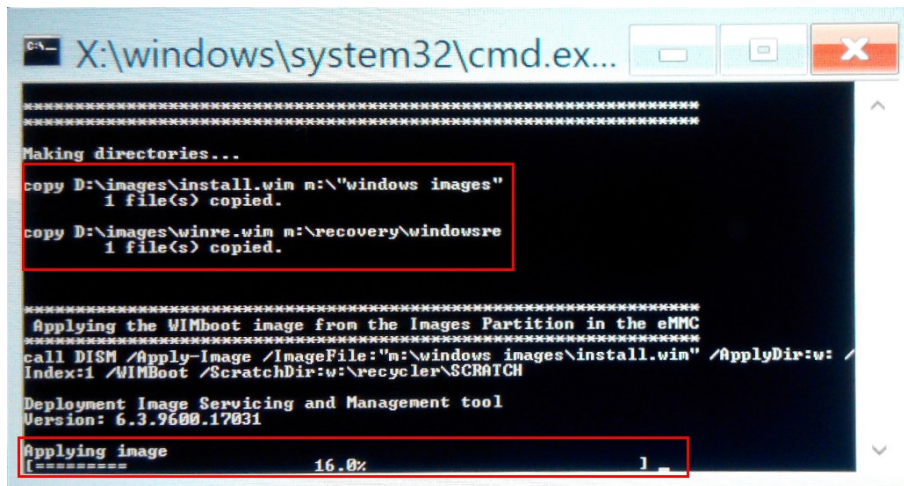 X:\windows\system32\cmd.ex...
*****************************************************************
*****************************************************************
Making directories...
copy D:\images\install.wim m:\"windows images"
1 file(s) copied.
copy D:\images\winre.wim m:\recovery\windowsre
1 file(s) copied.
*****************************************************************
Applying the WIMboot image from the Images Partition in the eMMC
*****************************************************************
call DISM /Apply-Image /ImageFile:"m:\windows images\install.wim" /ApplyDir:w: /
Index:1 /WIMBoot /ScratchDir:w:\recycler\SCRATCH
Deployment Image Servicing and Management tool
Version: 6.3.9600.17031
Applying image
[========= 16.0% ] _